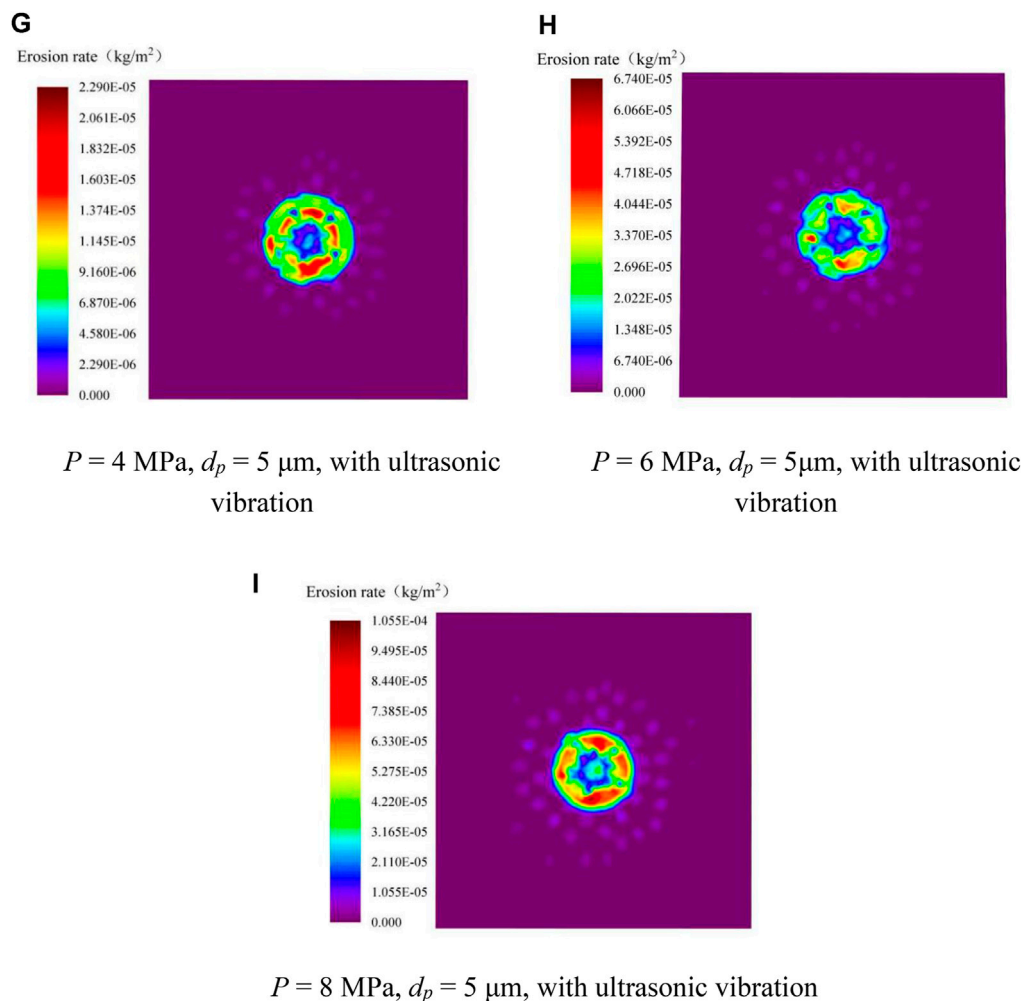 G
Erosion rate（kg/m²）
2.290E-05
2.061E-05
1.832E-05
1.603E-05
1.374E-05
1.145E-05
9.160E-06
6.870E-06
4.580E-06
2.290E-06
0.000
P = 4 MPa, dₚ = 5 μm, with ultrasonic
vibration
H
Erosion rate（kg/m²）
6.740E-05
6.066E-05
5.392E-05
4.718E-05
4.044E-05
3.370E-05
2.696E-05
2.022E-05
1.348E-05
6.740E-06
0.000
P = 6 MPa, dₚ = 5μm, with ultrasonic
vibration
I
Erosion rate（kg/m²）
1.055E-04
9.495E-05
8.440E-05
7.385E-05
6.330E-05
5.275E-05
4.220E-05
3.165E-05
2.110E-05
1.055E-05
0.000
P = 8 MPa, dₚ = 5 μm, with ultrasonic vibration